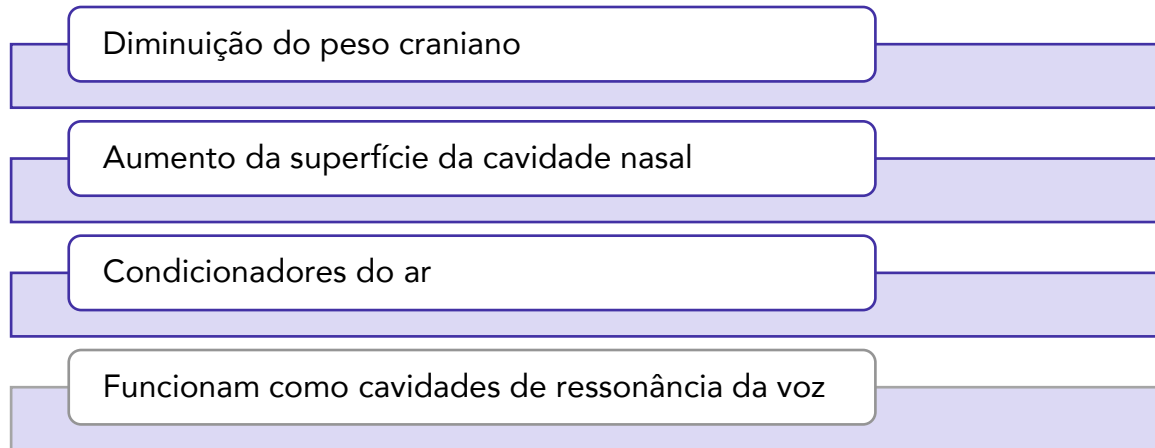 Diminuição do peso craniano
Aumento da superfície da cavidade nasal
Condicionadores do ar
Funcionam como cavidades de ressonância da voz